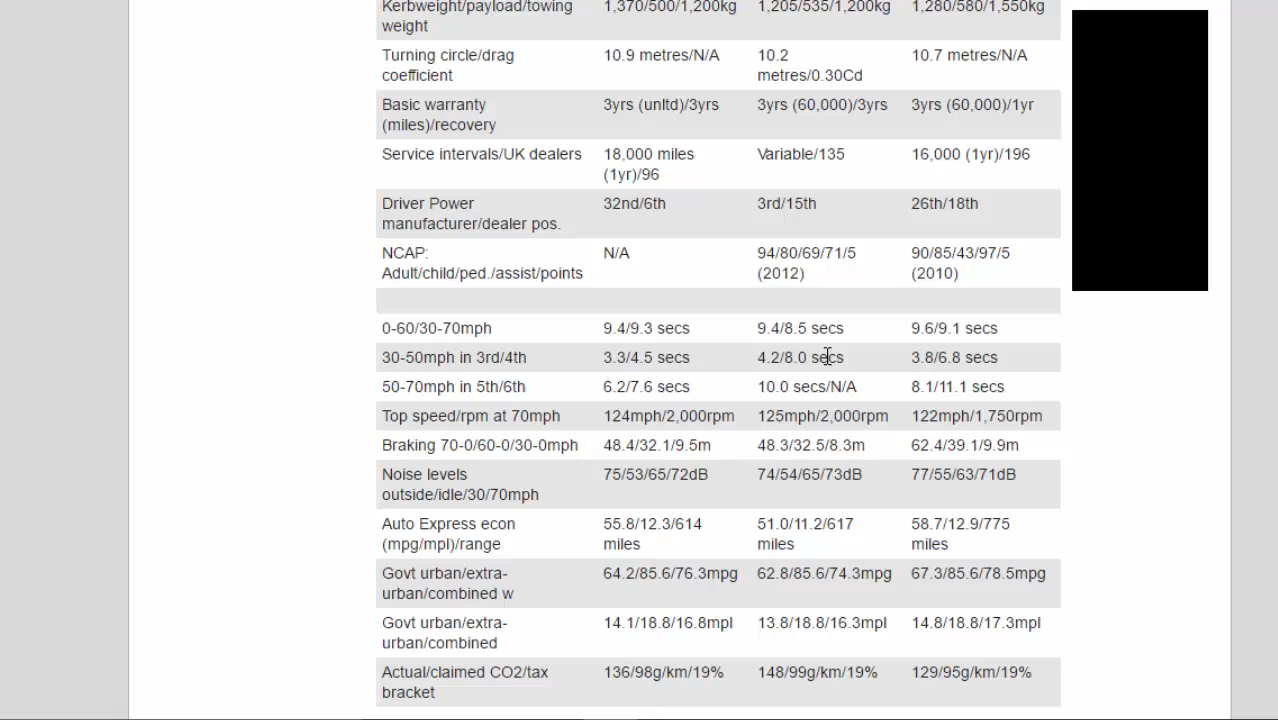 Kerbweight/payload/towing 1,370/500/1,200kg 1,205/535/1,200kg 1,280/580/1,550kg
weight
Turning circle/drag 10.9 metres/N/A 10.2 10.7 metres/N/A
coefficient metres/0.30Cd
Basic warranty 3yrs (unltd)/3yrs 3yrs (60,000)/3yrs 3yrs (60,000)/1yr
(miles)/recovery
Service intervals/UK dealers 18,000 miles Variable/135 16,000 (1yr)/196
(1yr)/96
Driver Power 32nd/6th 3rd/15th 26th/18th
manufacturer/dealer pos.
NCAP: N/A 94/80/69/71/5 90/85/43/97/5
Adult/child/ped./assist/points (2012) (2010)
0-60/30-70mph 9.4/9.3 secs 9.4/8.5 secs 9.6/9.1 secs
30-50mph in 3rd/4th 3.3/4.5 secs 4.2/8.0 secs 3.8/6.8 secs
50-70mph in 5th/6th 6.2/7.6 secs 10.0 secs/N/A 8.1/11.1 secs
Top speed/rpm at 70mph 124mph/2,000rpm 125mph/2,000rpm 122mph/1,750rpm
Braking 70-0/60-0/30-0mph 48.4/32.1/9.5m 48.3/32.5/8.3m 62.4/39.1/9.9m
Noise levels 75/53/65/72dB 74/54/65/73dB 77/55/63/71dB
outside/idle/30/70mph
Auto Express econ 55.8/12.3/614 51.0/11.2/617 58.7/12.9/775
(mpg/mpl)/range miles miles miles
Govt urban/extra- 64.2/85.6/76.3mpg 62.8/85.6/74.3mpg 67.3/85.6/78.5mpg
urban/combined w
Govt urban/extra- 14.1/18.8/16.8mpl 13.8/18.8/16.3mpl 14.8/18.8/17.3mpl
urban/combined
Actual/claimed CO2/tax 136/98g/km/19% 148/99g/km/19% 129/95g/km/19%
bracket